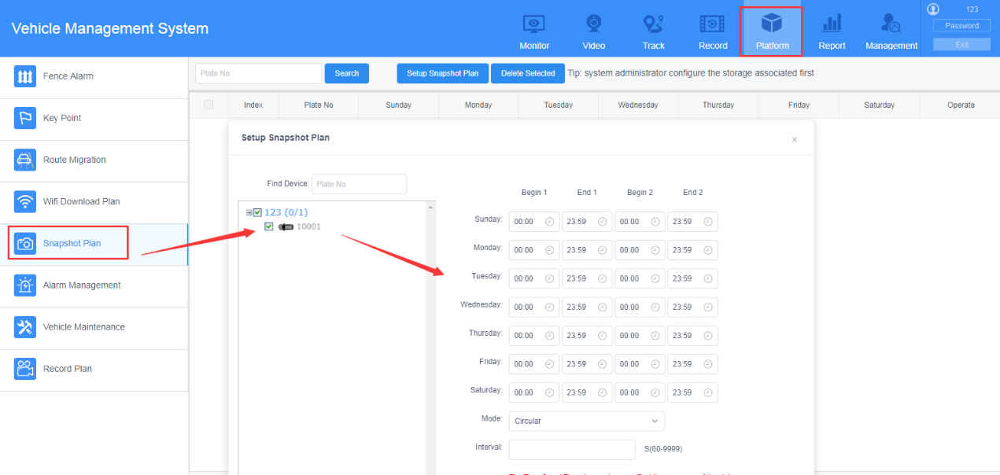 Vehicle Management System
Monitor
Video
Track
Record
Platform
Report
Management
123
Password
Exit
Fence Alarm
Key Point
Route Migration
Wifi Download Plan
Snapshot Plan
Alarm Management
Vehicle Maintenance
Record Plan
Plate No
Search
Setup Snapshot Plan
Delete Selected
Tip: system administrator configure the storage associated first
Index
Plate No
Sunday
Monday
Tuesday
Wednesday
Thursday
Friday
Saturday
Operate
Setup Snapshot Plan
×
Find Device:
Plate No
123 (0/1)
10001
Begin 1
End 1
Begin 2
End 2
Sunday: 00:00 23:59 00:00 23:59
Monday: 00:00 23:59 00:00 23:59
Tuesday: 00:00 23:59 00:00 23:59
Wednesday: 00:00 23:59 00:00 23:59
Thursday: 00:00 23:59 00:00 23:59
Friday: 00:00 23:59 00:00 23:59
Saturday: 00:00 23:59 00:00 23:59
Mode: Circular
Interval: S(60-9999)